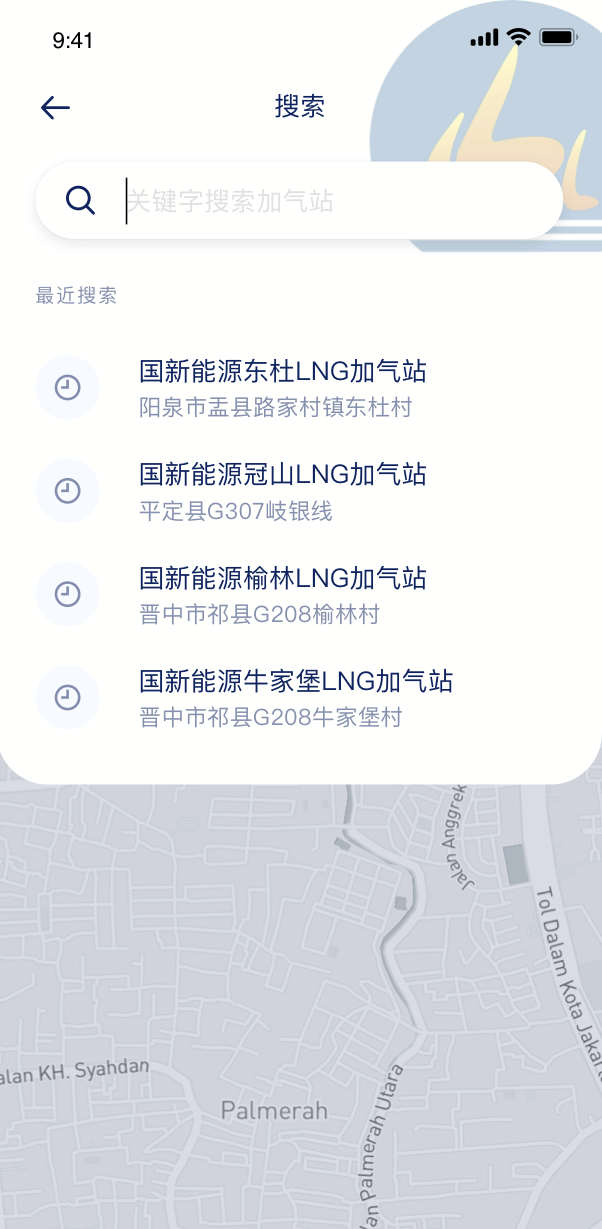 9:41
搜索
关键字搜索加气站
最近搜索
国新能源东杜LNG加气站
阳泉市盂县路家村镇东杜村
国新能源冠山LNG加气站
平定县G307岐银线
国新能源榆林LNG加气站
晋中市祁县G208榆林村
国新能源牛家堡LNG加气站
晋中市祁县G208牛家堡村
Jalan Anggrek
Tol Dalam Kota Jakarta
alan KH. Syahdan
Palmerah
lan Palmerah Utara